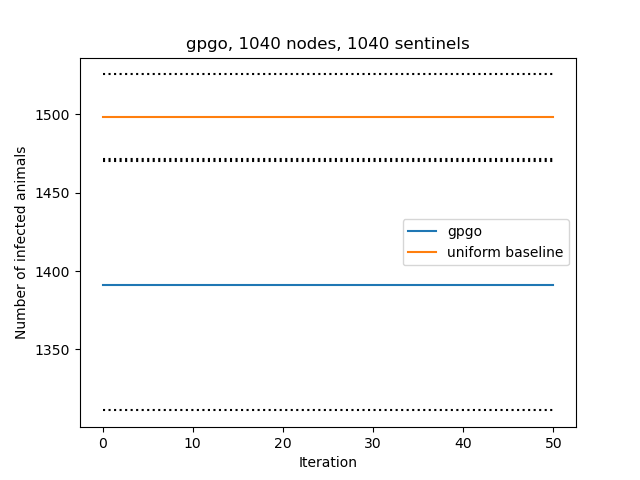 gpgo, 1040 nodes, 1040 sentinels
Number of infected animals
1500
1450
1400
1350
gpgo
uniform baseline
0 10 20 30 40 50
Iteration